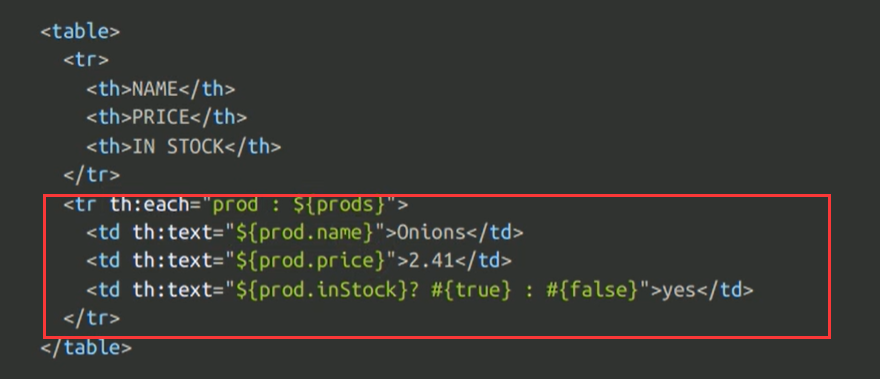 <table>
<tr>
<th>NAME</th>
<th>PRICE</th>
<th>IN STOCK</th>
</tr>
<tr th:each="prod : ${prods}">
<td th:text="${prod.name}">Onions</td>
<td th:text="${prod.price}">2.41</td>
<td th:text="${prod.inStock}? #{true} : #{false}">yes</td>
</tr>
</table>